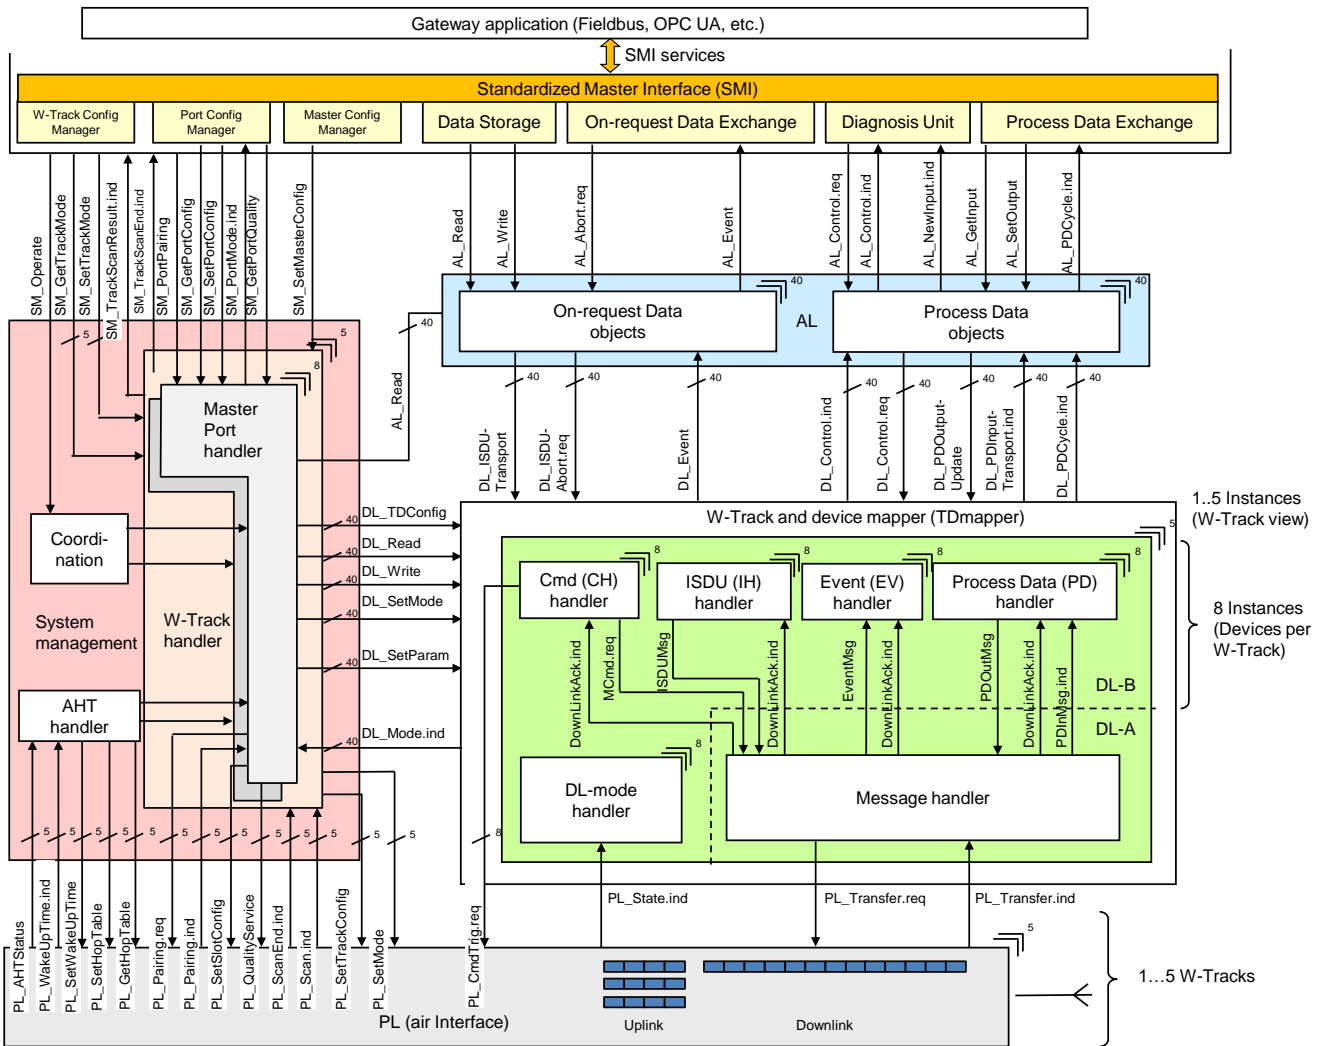 Gateway application (Fieldbus, OPC UA, etc.)
SMI services
Standardized Master Interface (SMI)
W-Track Config
Manager
Port Config
Manager
Master Config
Manager
Data Storage
On-request Data Exchange
Diagnosis Unit
Process Data Exchange
SM_Operate
SM_GetTrackMode
SM_SetTrackMode
SM_TrackScanResult.ind
SM_TrackScanEnd.ind
SM_PortPairing
SM_GetPortConfig
SM_SetPortConfig
SM_PortMode.ind
SM_GetPortQuality
SM_SetMasterConfig
AL_Read
AL_Write
AL_Abort.req
AL_Event
AL_Control.req
AL_Control.ind
AL_NewInput.ind
AL_GetInput
AL_SetOutput
AL_PDCycle.ind
5
5
8
40
40
40
On-request Data
objects
AL
Process Data
objects
AL_Read
40
40
40
40
40
40
40
40
DL_ISDU-
Transport
DL_ISDU-
Abort.req
DL_Event
DL_Control.ind
DL_Control.req
DL_PDOutput-
Update
DL_PDInput-
Transport.ind
DL_PDCycle.ind
Master
Port
handler
Coordi-
nation
System
management
W-Track
handler
AHT
handler
DL_TDConfig
40
DL_Read
40
DL_Write
40
DL_SetMode
40
DL_SetParam
40
DL_Mode.ind
40
W-Track and device mapper (TDmapper)
5
1..5 Instances
(W-Track view)
Cmd (CH)
handler
8
ISDU (IH)
handler
8
Event (EV)
handler
8
Process Data (PD)
handler
8
8 Instances
(Devices per
W-Track)
DownLinkAck.ind
MCmd.req
ISDUMsg
DownLinkAck.ind
EventMsg
DownLinkAck.ind
PDOutMsg
DownLinkAck.ind
PDInMsg.ind
DL-B
DL-A
DL-mode
handler
8
Message handler
5
5
5
5
5
5
5
5
5
5
5
5
5
8
PL_AHTStatus
PL_WakeUpTime.ind
PL_SetWakeUpTime
PL_SetHopTable
PL_GetHopTable
PL_Pairing.req
PL_Pairing.ind
PL_SetSlotConfig
PL_QualityService
PL_ScanEnd.ind
PL_Scan.ind
PL_SetTrackConfig
PL_SetMode
PL_CmdTrig.req
PL_State.ind
PL_Transfer.req
PL_Transfer.ind
5
1…5 W-Tracks
PL (air Interface)
Uplink
Downlink